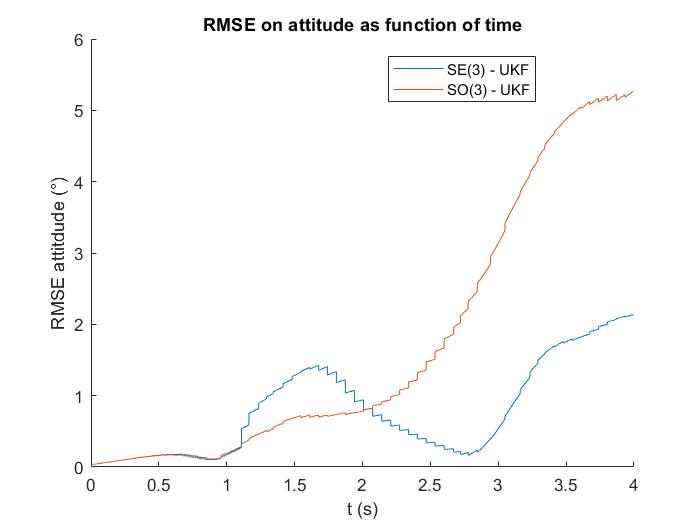 RMSE on attitude as function of time
SE(3) - UKF
SO(3) - UKF
6
5
4
3
2
1
0
RMSE attitdude (°)
0 0.5 1 1.5 2 2.5 3 3.5 4
t (s)